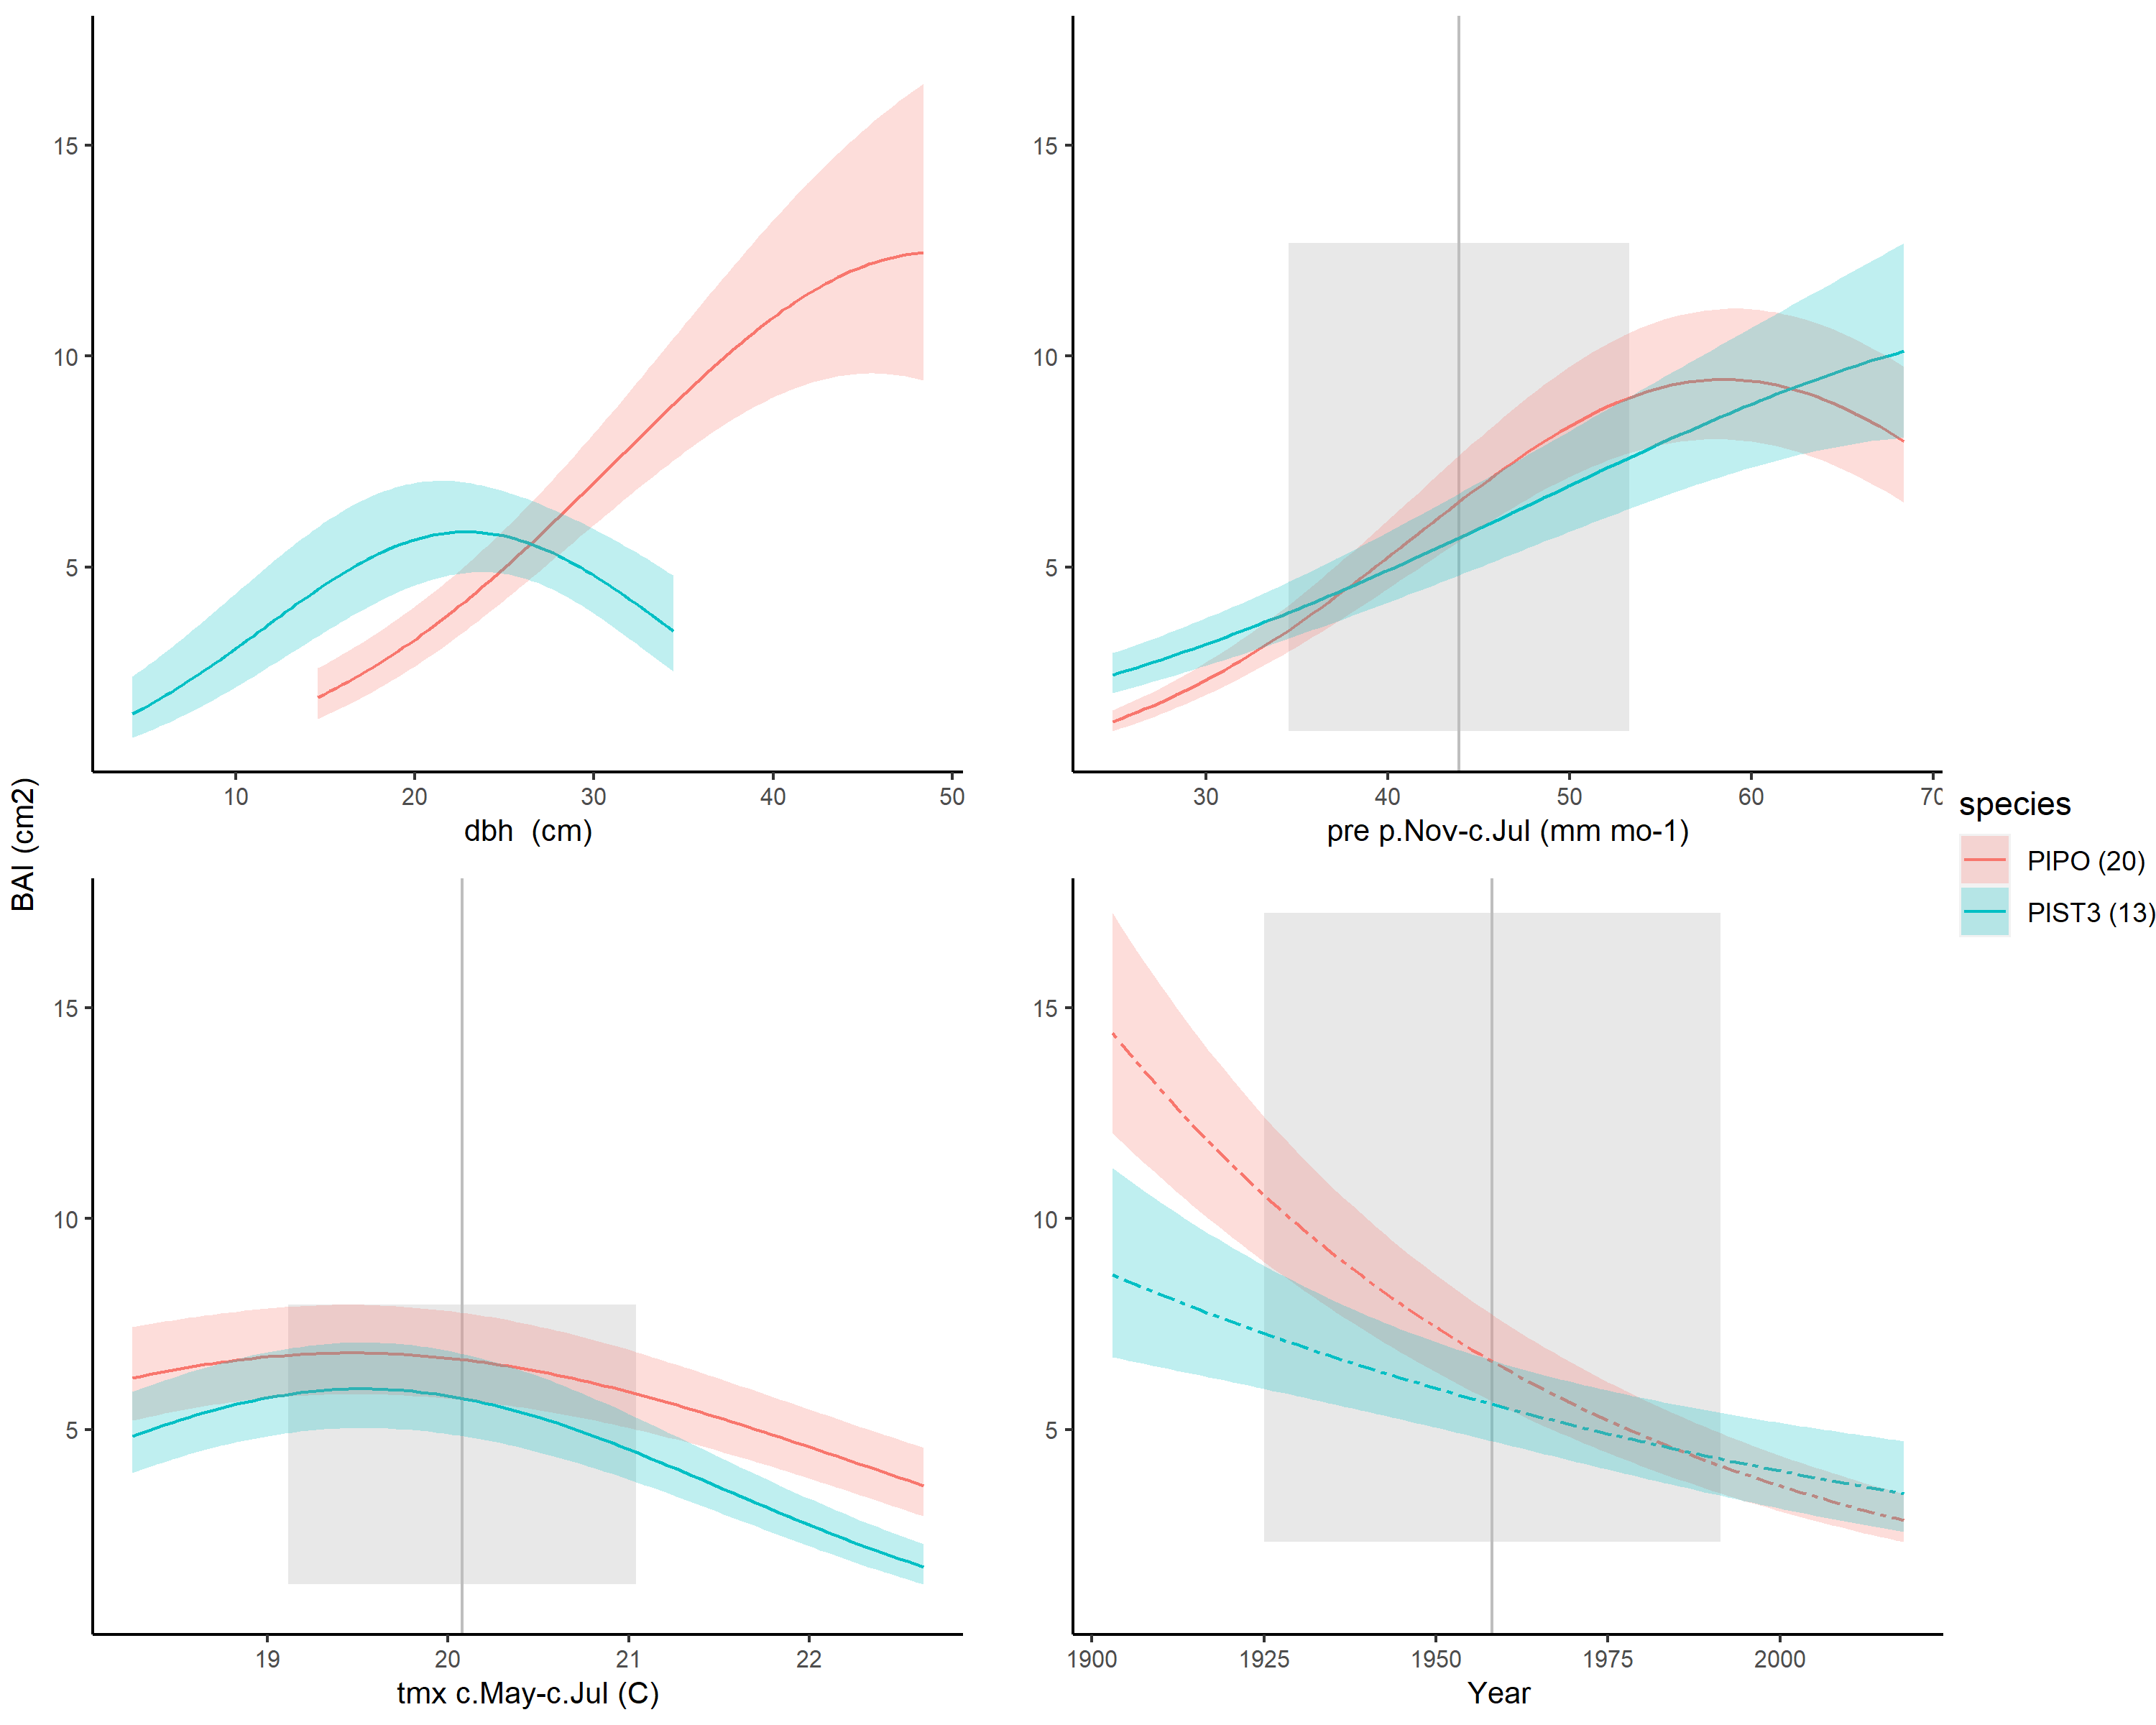 BAI (cm2)
15
10
5
10 20 30 40 50
dbh  (cm)
15
10
5
30 40 50 60 70
pre p.Nov-c.Jul (mm mo-1)
15
10
5
19 20 21 22
tmx c.May-c.Jul (C)
15
10
5
1900 1925 1950 1975 2000
Year
species
PIPO (20)
PIST3 (13)